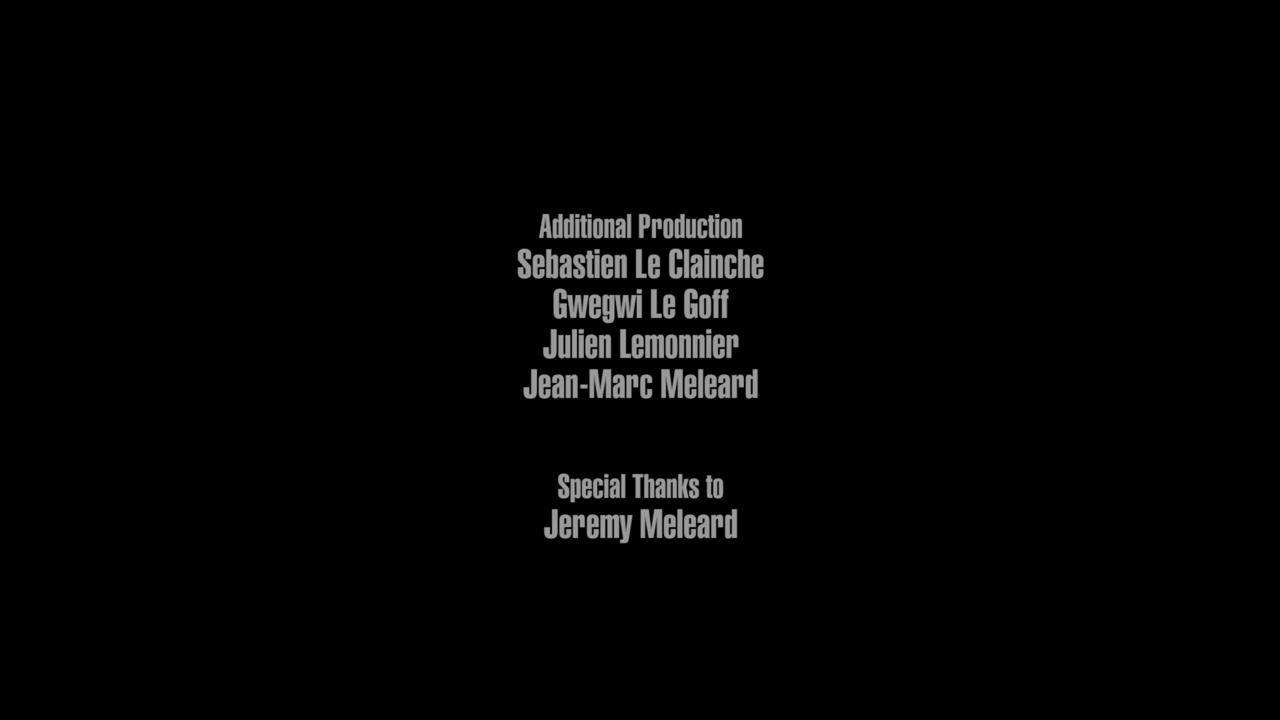 Additional Production
Sebastien Le Clainche
Gwegwi Le Goff
Julien Lemonnier
Jean-Marc Meleard
Special Thanks to
Jeremy Meleard